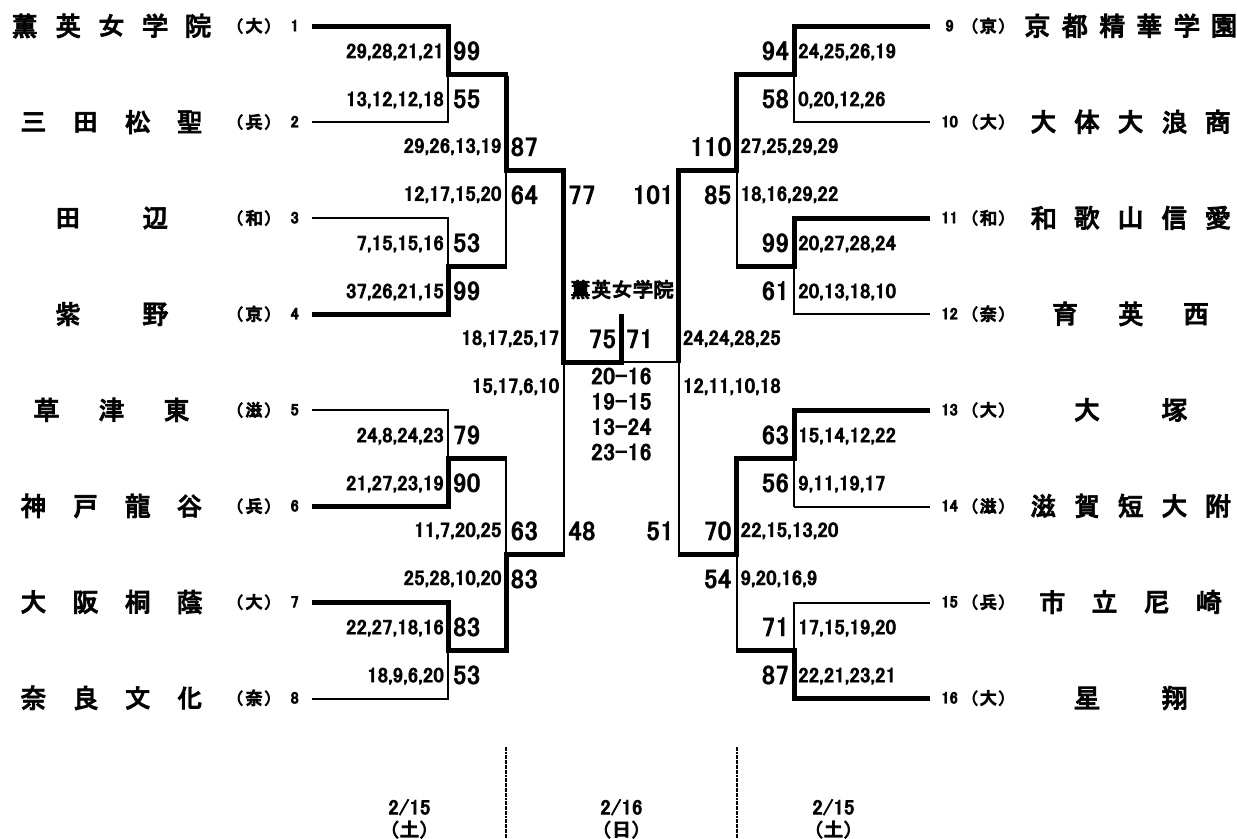 薫英女学院 (大) 1
29,28,21,21 99
13,12,12,18 55
三田松聖 (兵) 2
29,26,13,19 87
12,17,15,20 64
田辺 (和) 3
7,15,15,16 53
37,26,21,15 99
紫野 (京) 4
18,17,25,17 77
15,17,6,10 48
草津東 (滋) 5
24,8,24,23 79
21,27,23,19 90
神戸龍谷 (兵) 6
11,7,20,25 63
25,28,10,20 83
大阪桐蔭 (大) 7
22,27,18,16 83
18,9,6,20 53
奈良文化 (奈) 8
薫英女学院
75 71
20-16
19-15
13-24
23-16
9 (京) 京都精華学園
94 24,25,26,19
58 0,20,12,26
10 (大) 大体大浪商
110 27,25,29,29
85 18,16,29,22
11 (和) 和歌山信愛
99 20,27,28,24
61 20,13,18,10
12 (奈) 育英西
101 24,24,28,25
51 12,11,10,18
13 (大) 大塚
63 15,14,12,22
56 9,11,19,17
14 (滋) 滋賀短大附
70 22,15,13,20
54 9,20,16,9
15 (兵) 市立尼崎
71 17,15,19,20
87 22,21,23,21
16 (大) 星翔
2/15
(土)
2/16
(日)
2/15
(土)